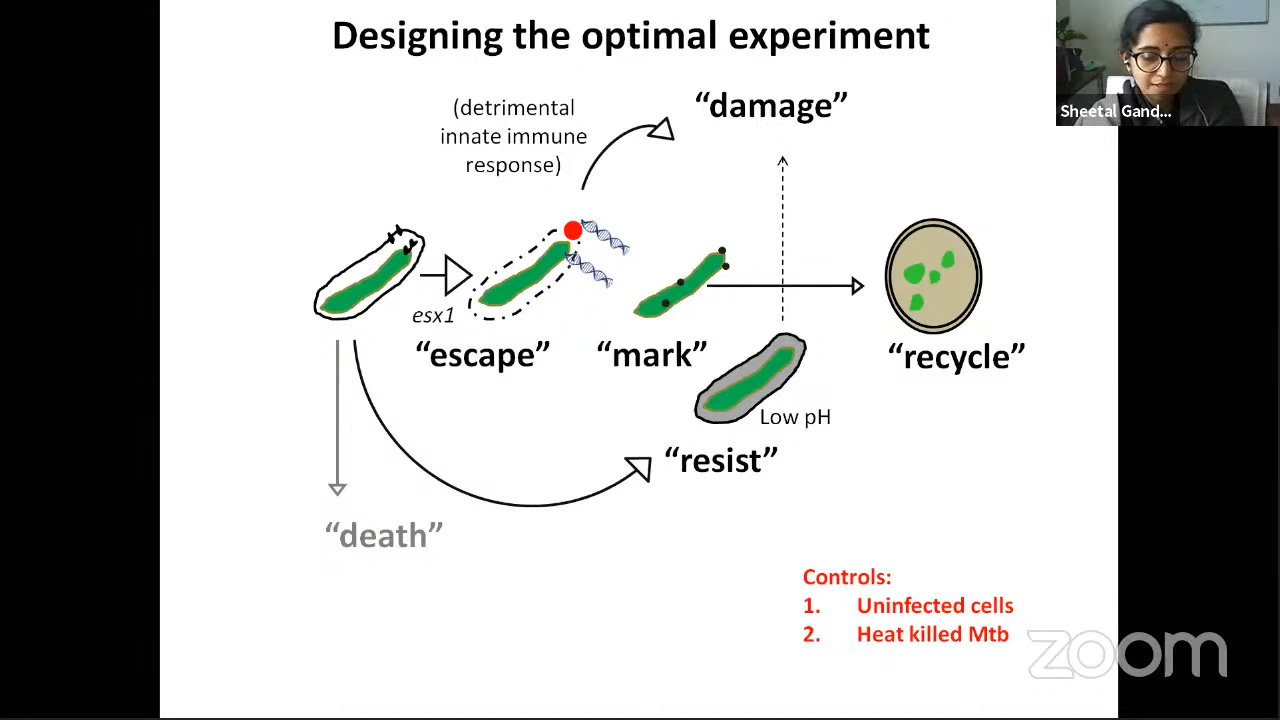 Designing the optimal experiment
Sheetal Gand...
(detrimental
innate immune
response)
“damage”
esx1
“escape”
“mark”
“recycle”
Low pH
“resist”
“death”
Controls:
1. Uninfected cells
2. Heat killed Mtb
zoom